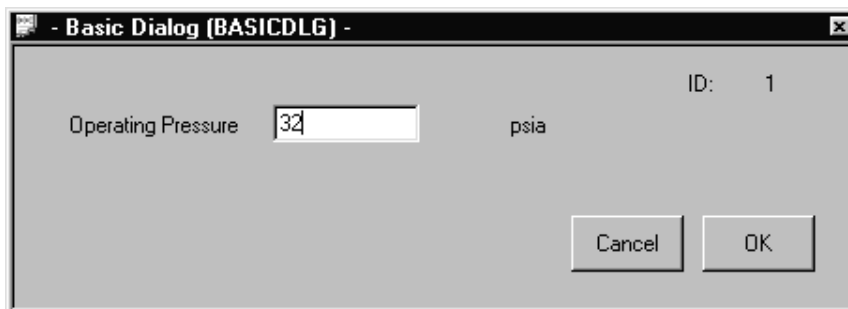 - Basic Dialog (BASICDLG) -
ID: 1
Operating Pressure 32 psia
Cancel OK